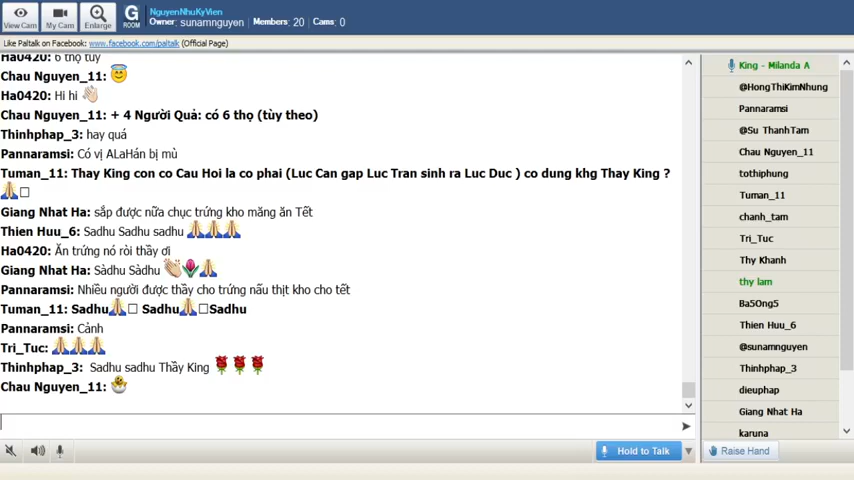 NguyenNhuKyVien
G
ROOM
Owner: sunamnguyen Members: 20 Cams: 0
View Cam
My Cam
Enlarge
Like Paltalk on Facebook: www.facebook.com/paltalk (Official Page)
Ha0420: 6 thọ tùy
Chau Nguyen_11:
Ha0420: Hi hi
Chau Nguyen_11: + 4 Người Quả: có 6 thọ (tùy theo)
Thinhphap_3: hay quá
Pannaramsi: Có vị ALaHán bị mù
Tuman_11: Thay King con co Cau Hoi la co phai (Luc Can gap Luc Tran sinh ra Luc Duc ) co dung khg Thay King ?
Giang Nhat Ha: sắp được nữa chục trứng kho măng ăn Tết
Thien Huu_6: Sadhu Sadhu sadhu
Ha0420: Ăn trứng nó ròi thầy ơi
Giang Nhat Ha: Sàdhu Sàdhu
Pannaramsi: Nhiều người được thầy cho trứng nấu thịt kho cho tết
Tuman_11: Sadhu Sadhu Sadhu
Pannaramsi: Cảnh
Tri_Tuc:
Thinhphap_3: Sadhu sadhu Thầy King
Chau Nguyen_11:
Hold to Talk
King - Milanda A
@HongThiKimNhung
Pannaramsi
@Su ThanhTam
Chau Nguyen_11
tothiphung
Tuman_11
chanh_tam
Tri_Tuc
Thy Khanh
thy lam
Ba5Ong5
Thien Huu_6
@sunamnguyen
Thinhphap_3
dieuphap
Giang Nhat Ha
karuna
Raise Hand